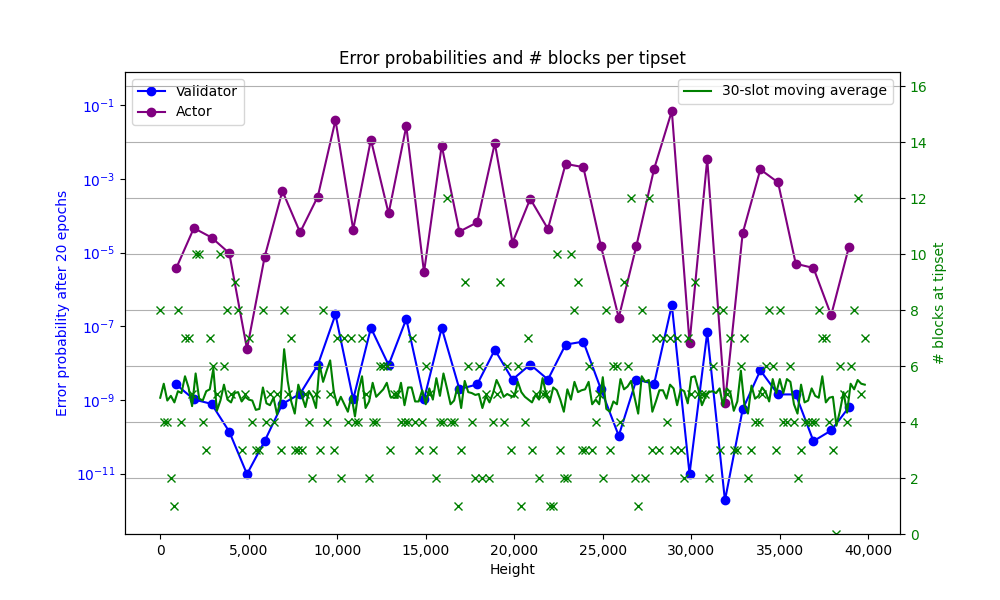 Error probabilities and # blocks per tipset
Validator
Actor
30-slot moving average
Error probability after 20 epochs
10⁻¹
10⁻³
10⁻⁵
10⁻⁷
10⁻⁹
10⁻¹¹
16
14
12
10
8
6
4
2
0
# blocks at tipset
0 5,000 10,000 15,000 20,000 25,000 30,000 35,000 40,000
Height